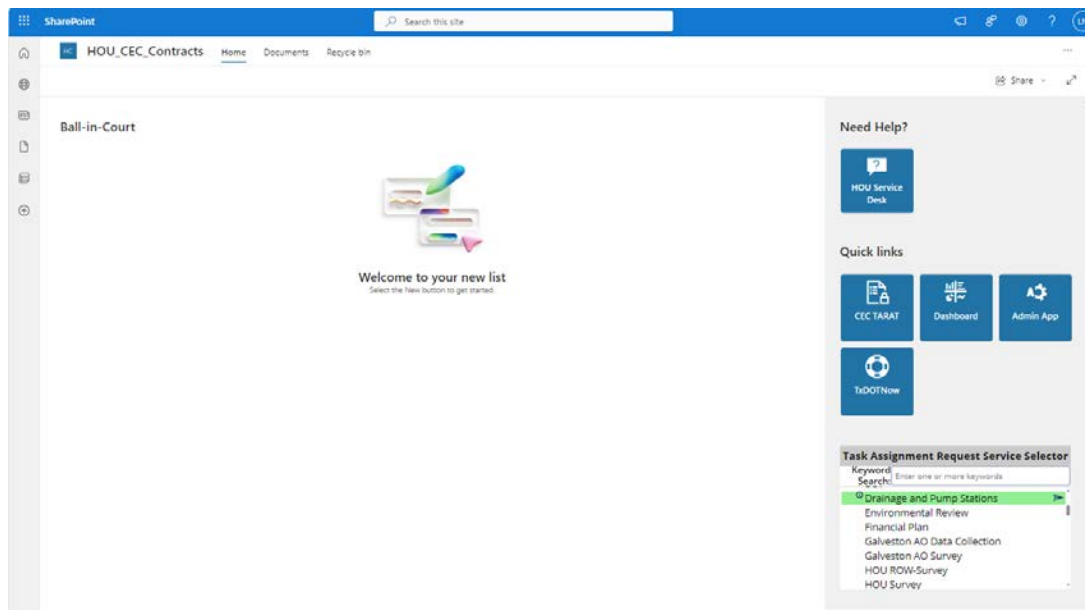 SharePoint
Search this site
?
HC
HOU_CEC_Contracts Home Documents Recycle bin
Share
Ball-in-Court
Need Help?
HOU Service
Desk
Welcome to your new list
Select the New button to get started.
Quick links
CEC TARAT Dashboard Admin App
TxDOTNow
Task Assignment Request Service Selector
Keyword
Search:
Enter one or more keywords
Drainage and Pump Stations
Environmental Review
Financial Plan
Galveston AO Data Collection
Galveston AO Survey
HOU ROW-Survey
HOU Survey